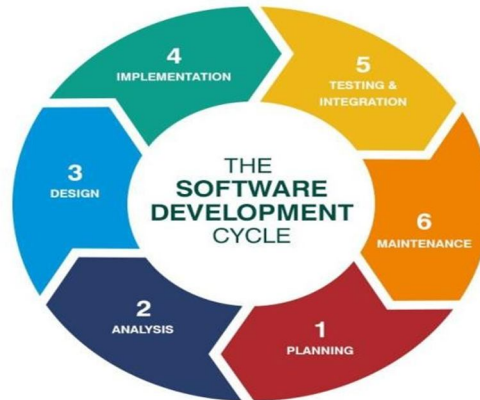 THE
SOFTWARE
DEVELOPMENT
CYCLE
1
PLANNING
2
ANALYSIS
3
DESIGN
4
IMPLEMENTATION
5
TESTING &
INTEGRATION
6
MAINTENANCE